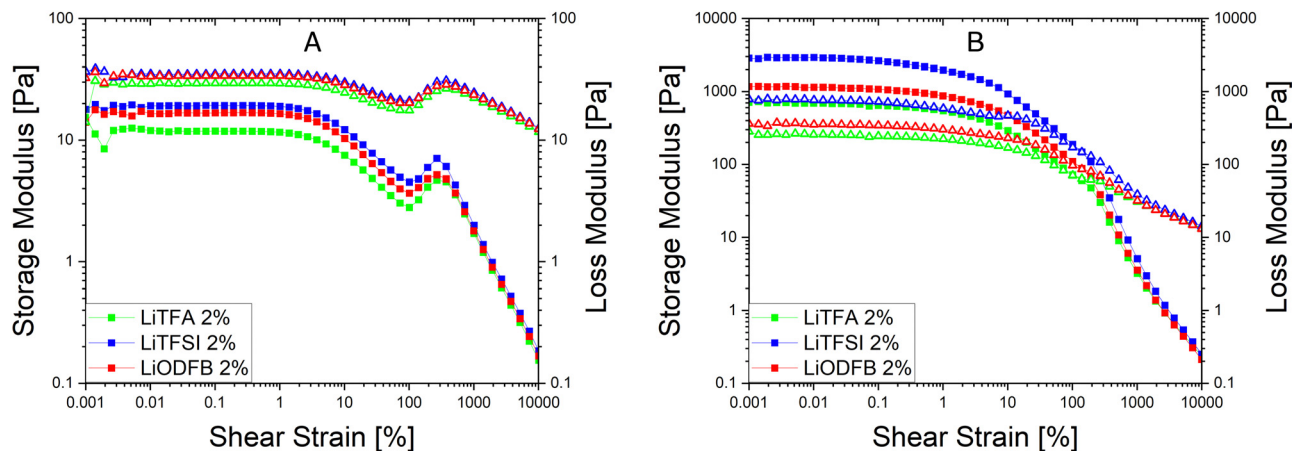 A
Storage Modulus [Pa]
100
10
1
0.1
100
10
1
0.1
Loss Modulus [Pa]
LiTFA 2%
LiTFSI 2%
LiODFB 2%
0.001 0.01 0.1 1 10 100 1000 10000
Shear Strain [%]
B
Storage Modulus [Pa]
10000
1000
100
10
1
0.1
10000
1000
100
10
1
0.1
Loss Modulus [Pa]
LiTFA 2%
LiTFSI 2%
LiODFB 2%
0.001 0.01 0.1 1 10 100 1000 10000
Shear Strain [%]